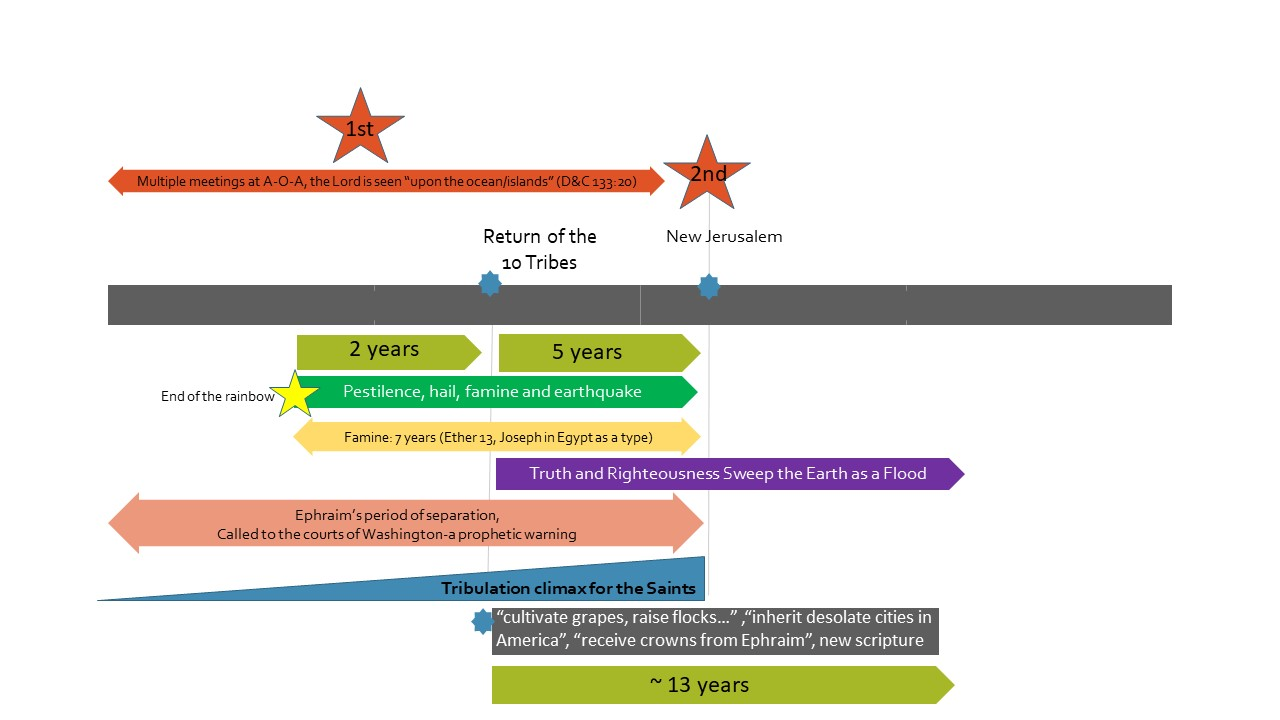 1st
2nd
Multiple meetings at A-O-A, the Lord is seen “upon the ocean/islands” (D&C 133:20)
Return of the
10 Tribes
New Jerusalem
2 years
5 years
End of the rainbow
Pestilence, hail, famine and earthquake
Famine: 7 years (Ether 13, Joseph in Egypt as a type)
Truth and Righteousness Sweep the Earth as a Flood
Ephraim’s period of separation,
Called to the courts of Washington-a prophetic warning
Tribulation climax for the Saints
“cultivate grapes, raise flocks...” ,“inherit desolate cities in
America”, “receive crowns from Ephraim”, new scripture
~ 13 years